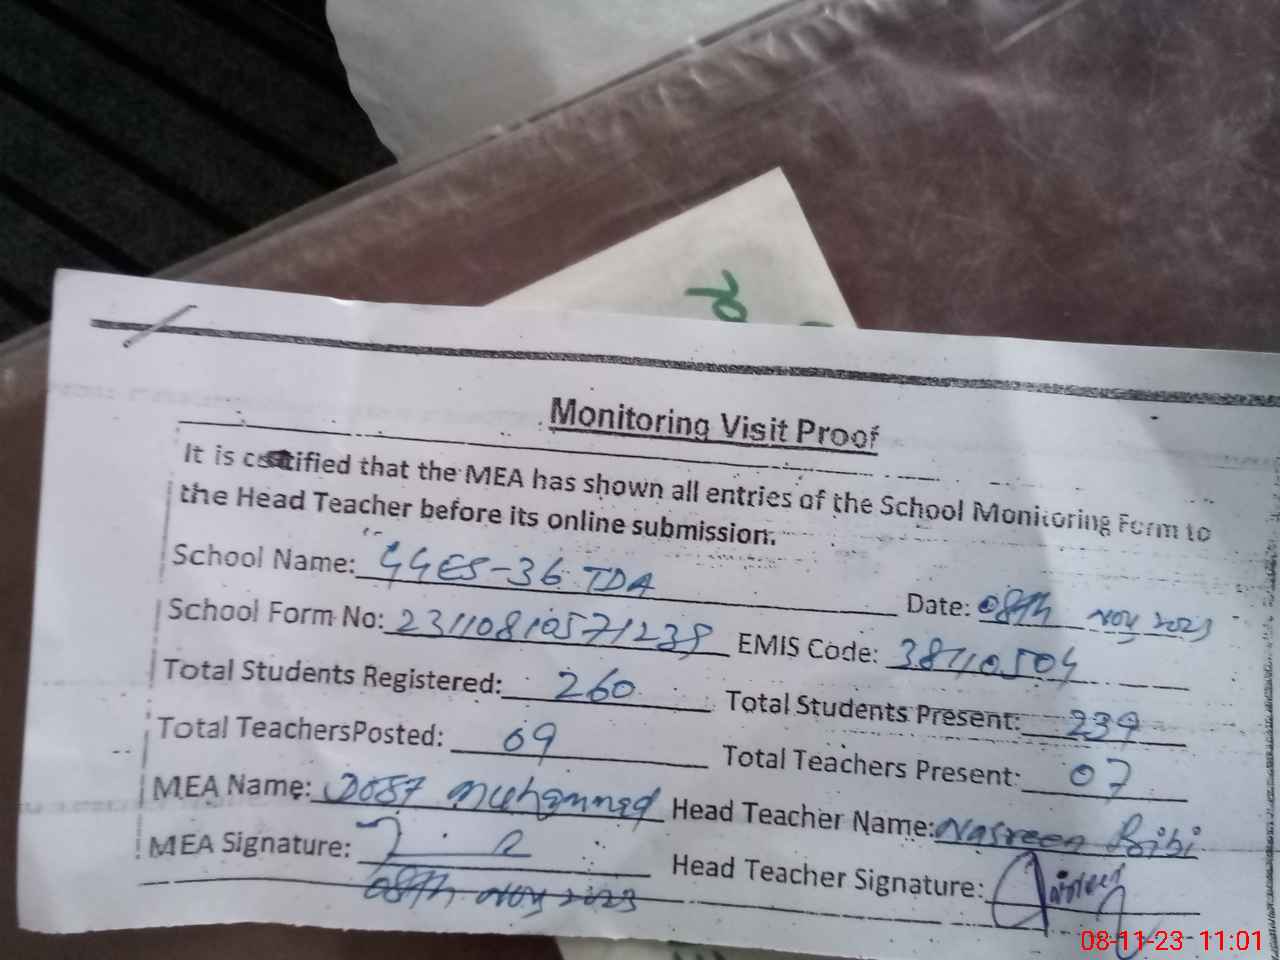 Monitoring Visit Proof
It is certified that the MEA has shown all entries of the School Monitoring Form to
the Head Teacher before its online submission.
School Name: GGES-36 TDA Date: 08th Nov 2023
School Form No: 23110810571239 EMIS Code: 38110504
Total Students Registered: 260 Total Students Present: 239
Total TeachersPosted: 09 Total Teachers Present: 07
MEA Name: Dost Muhammad Head Teacher Name: Nasreen Bibi
MEA Signature: Head Teacher Signature:
08th Nov 2023
08-11-23 11:01